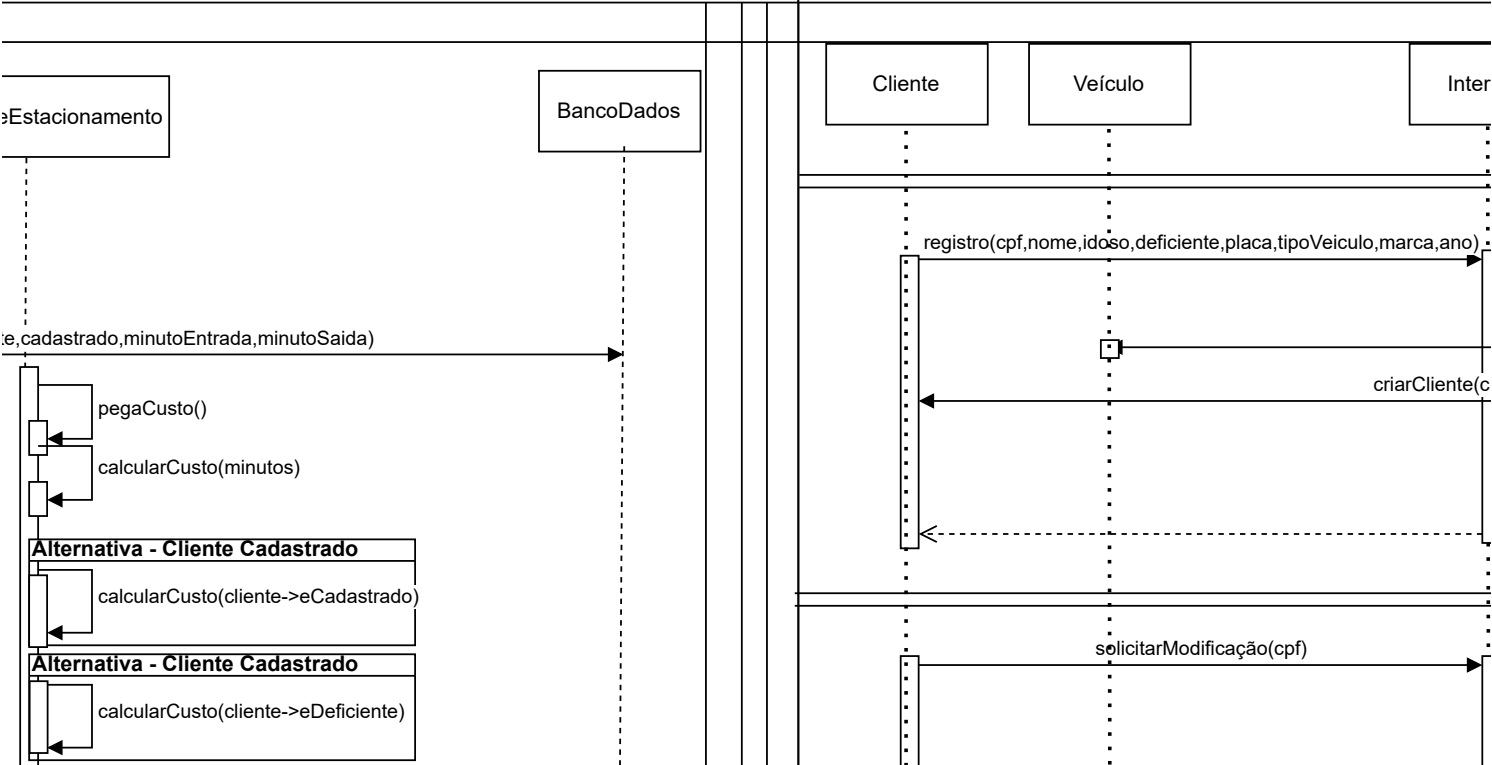 eEstacionamento
BancoDados
te,cadastrado,minutoEntrada,minutoSaida)
pegaCusto()
calcularCusto(minutos)
Alternativa - Cliente Cadastrado
calcularCusto(cliente->eCadastrado)
Alternativa - Cliente Cadastrado
calcularCusto(cliente->eDeficiente)
Cliente
Veículo
Inter
registro(cpf,nome,idoso,deficiente,placa,tipoVeiculo,marca,ano)
criarCliente(c
solicitarModificação(cpf)